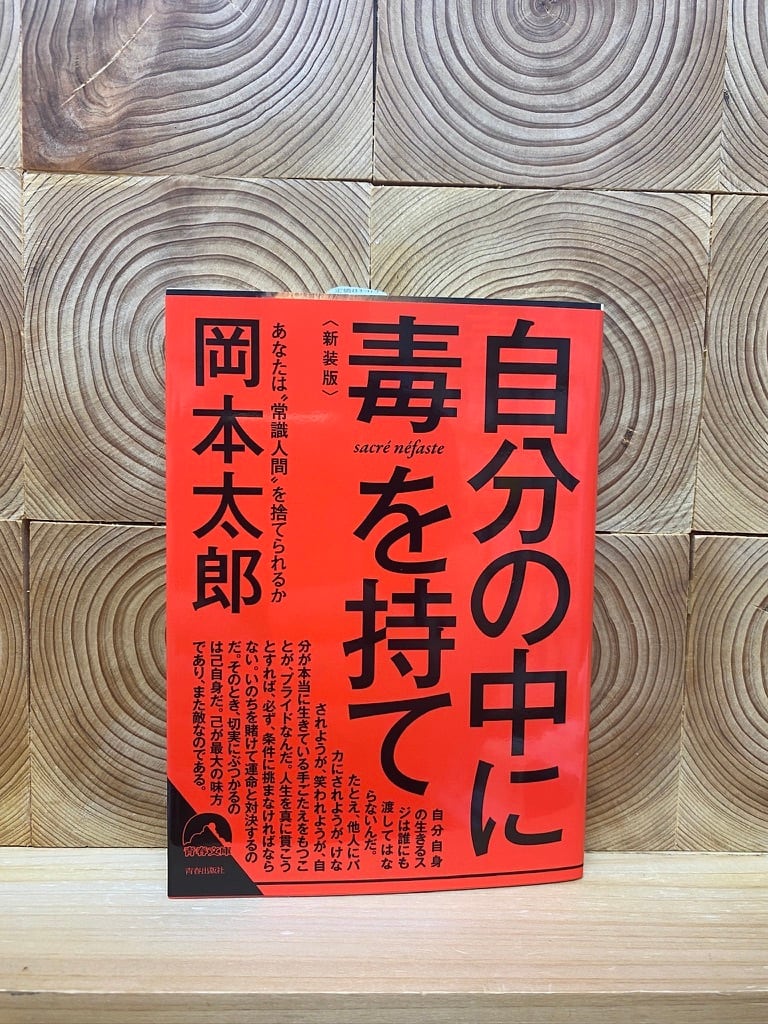 自分の中に
毒を持て
sacré néfaste
〈新装版〉
あなたは〝常識人間〟を捨てられるか
岡本太郎
自分自身
の生きるス
ジは誰にも
渡してはな
らないんだ。
たとえ、他人にバ
カにされようが、けな
されようが、笑われようが、自
分が本当に生きている手ごたえをもつこ
とが、プライドなんだ。人生を真に貫こう
とすれば、必ず、条件に挑まなければなら
ない。いのちを賭けて運命と対決するの
だ。そのとき、切実にぶつかるの
は己自身だ。己が最大の味方
であり、また敵なのである。
青春文庫
青春出版社